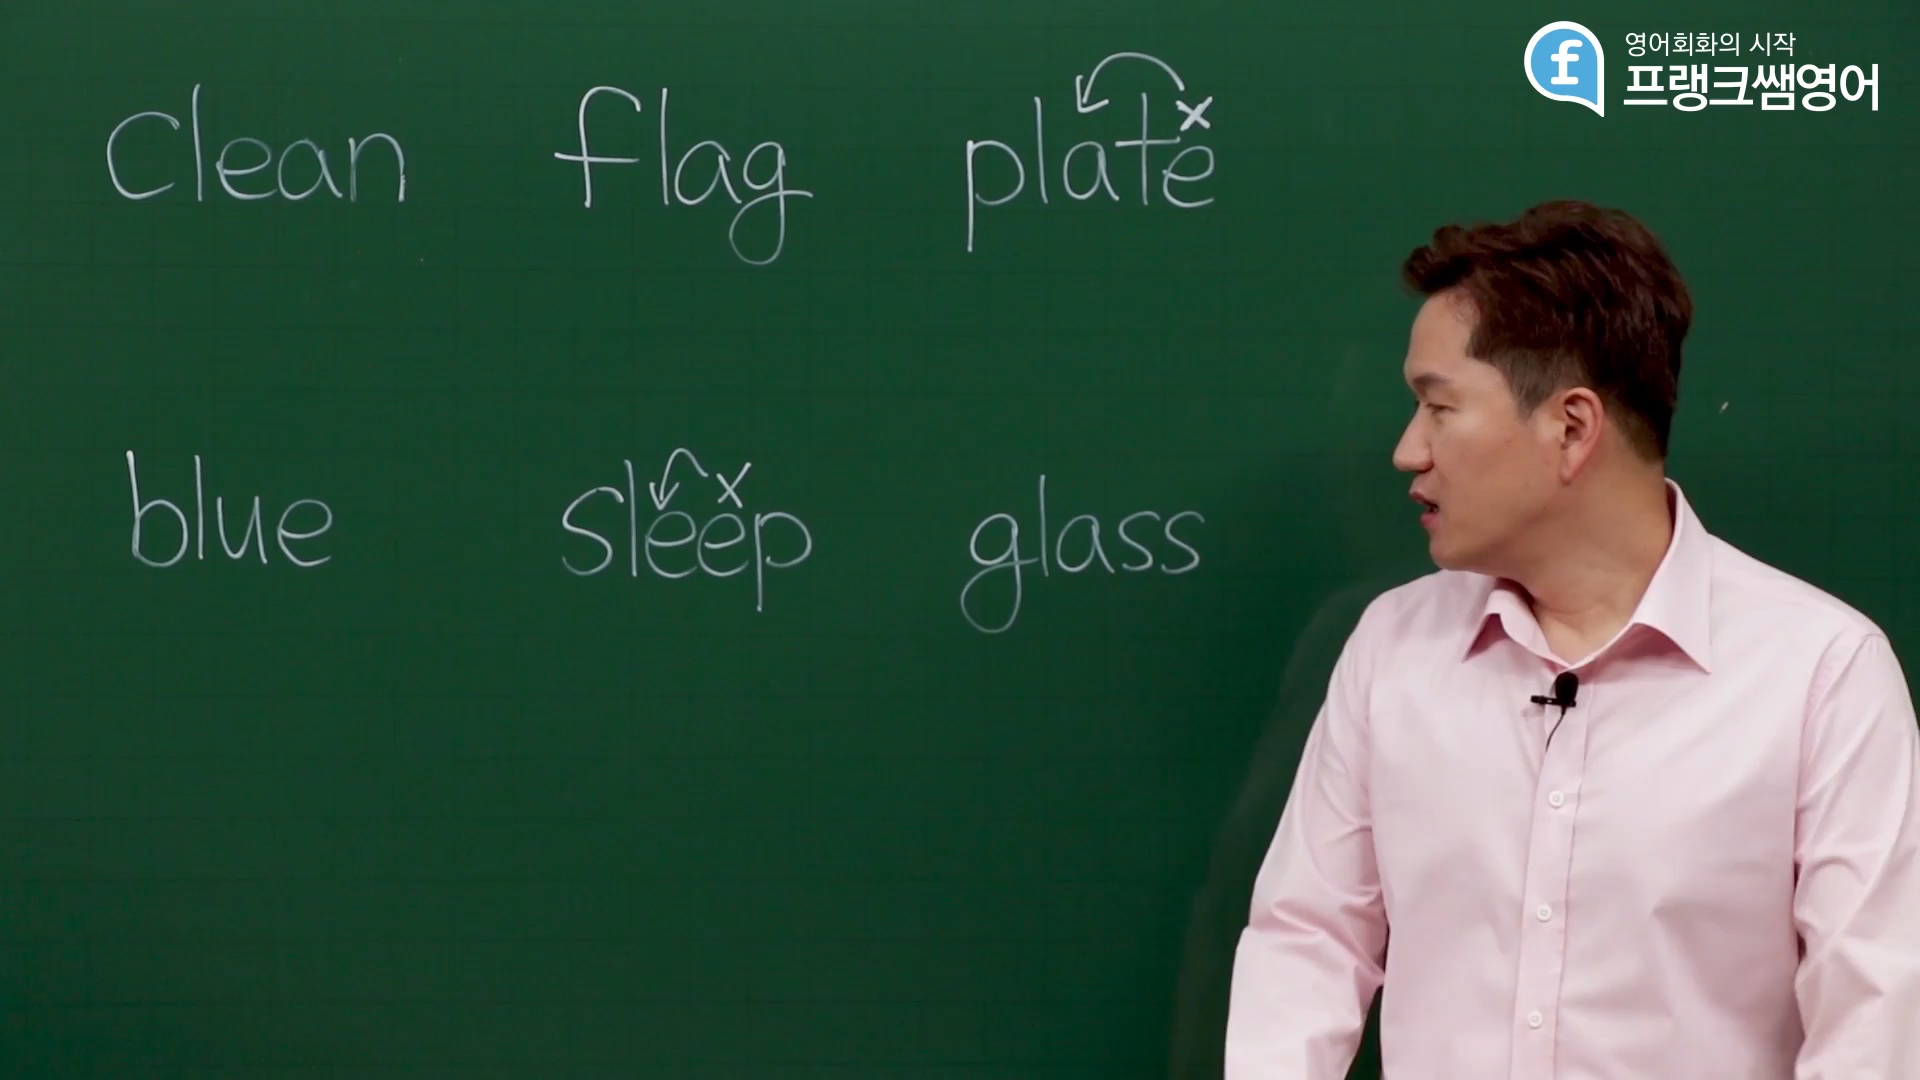 영어회화의 시작
f 프랭크쌤영어
clean flag plate
x
blue sleep glass
x